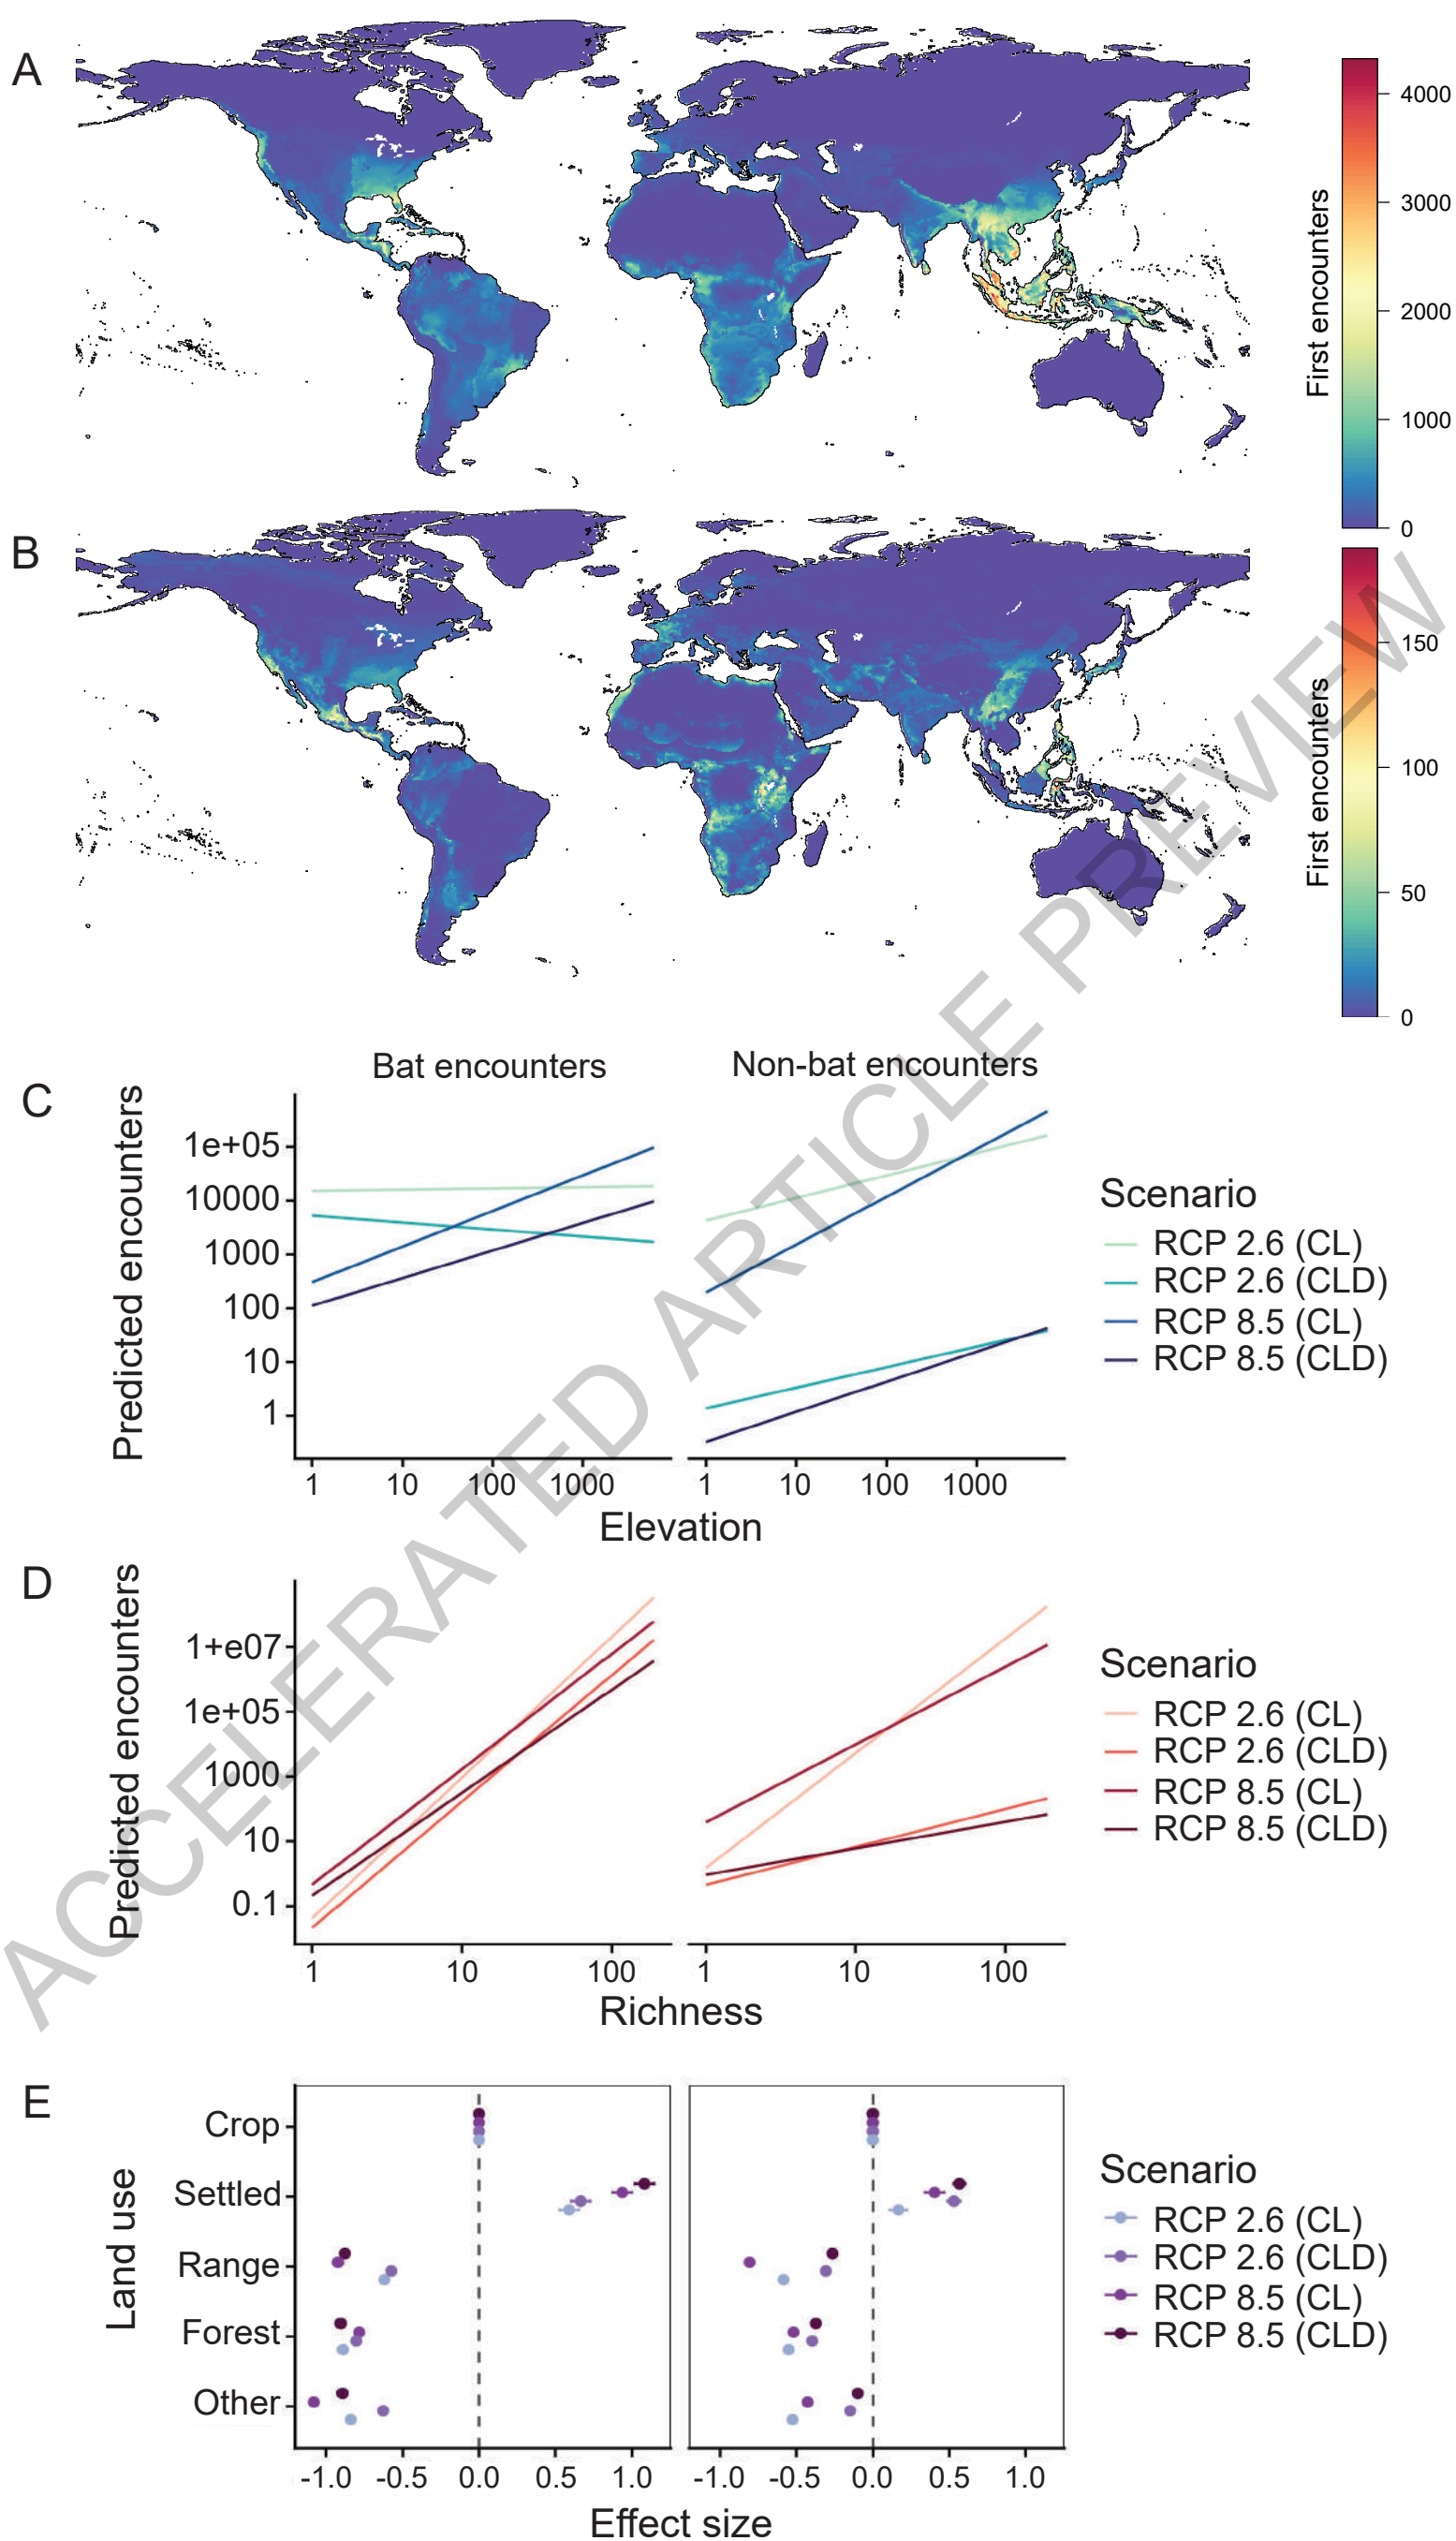 A
4000
3000
2000
1000
0
First encounters
B
150
100
50
0
First encounters
ACCELERATED ARTICLE PREVIEW
Bat encounters
Non-bat encounters
C
Predicted encounters
1e+05
10000
1000
100
10
1
1 10 100 1000
1 10 100 1000
Elevation
Scenario
RCP 2.6 (CL)
RCP 2.6 (CLD)
RCP 8.5 (CL)
RCP 8.5 (CLD)
D
Predicted encounters
1+e07
1e+05
1000
10
0.1
1 10 100
1 10 100
Richness
Scenario
RCP 2.6 (CL)
RCP 2.6 (CLD)
RCP 8.5 (CL)
RCP 8.5 (CLD)
E
Land use
Crop
Settled
Range
Forest
Other
-1.0 -0.5 0.0 0.5 1.0
-1.0 -0.5 0.0 0.5 1.0
Effect size
Scenario
RCP 2.6 (CL)
RCP 2.6 (CLD)
RCP 8.5 (CL)
RCP 8.5 (CLD)